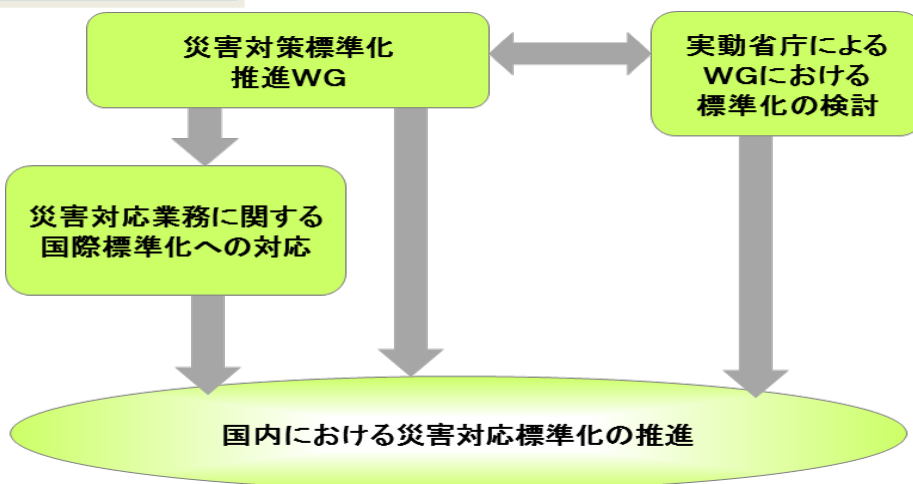 災害対策標準化
推進WG
実動省庁による
WGにおける
標準化の検討
災害対応業務に関する
国際標準化への対応
国内における災害対応標準化の推進